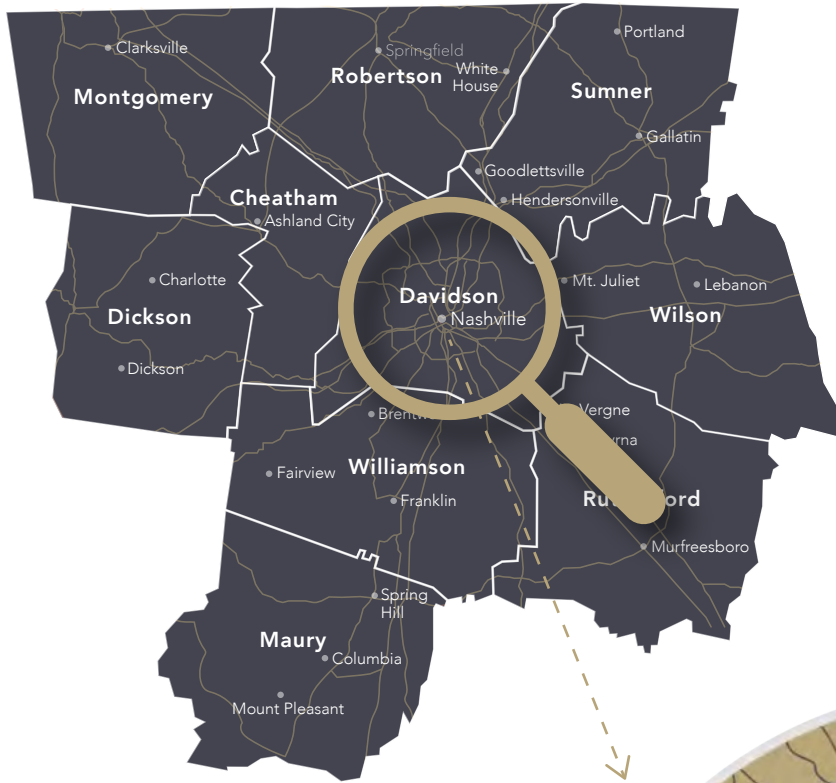 Portland
Clarksville
Springfield
Robertson
White
House
Montgomery
Sumner
Gallatin
Goodlettsville
Cheatham
Hendersonville
Ashland City
Charlotte
Mt. Juliet
Lebanon
Davidson
Dickson
Nashville
Wilson
Dickson
Vergne
Williamson
Fairview
Franklin
Murfreesboro
Spring
Hill
Maury
Columbia
Mount Pleasant